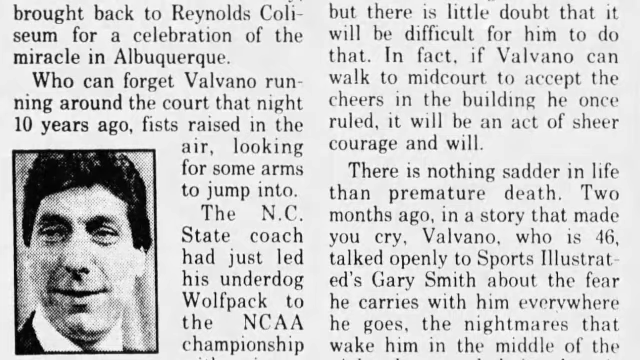 brought back to Reynolds Coli-
seum for a celebration of the
miracle in Albuquerque.
Who can forget Valvano run-
ning around the court that night
10 years ago, fists raised in the
air, looking
for some arms
to jump into.
The N.C.
State coach
had just led
his underdog
Wolfpack to
the NCAA
championship
but there is little doubt that it
will be difficult for him to do
that. In fact, if Valvano can
walk to midcourt to accept the
cheers in the building he once
ruled, it will be an act of sheer
courage and will.
There is nothing sadder in life
than premature death. Two
months ago, in a story that made
you cry, Valvano, who is 46,
talked openly to Sports Illustrat-
ed's Gary Smith about the fear
he carries with him everywhere
he goes, the nightmares that
wake him in the middle of the